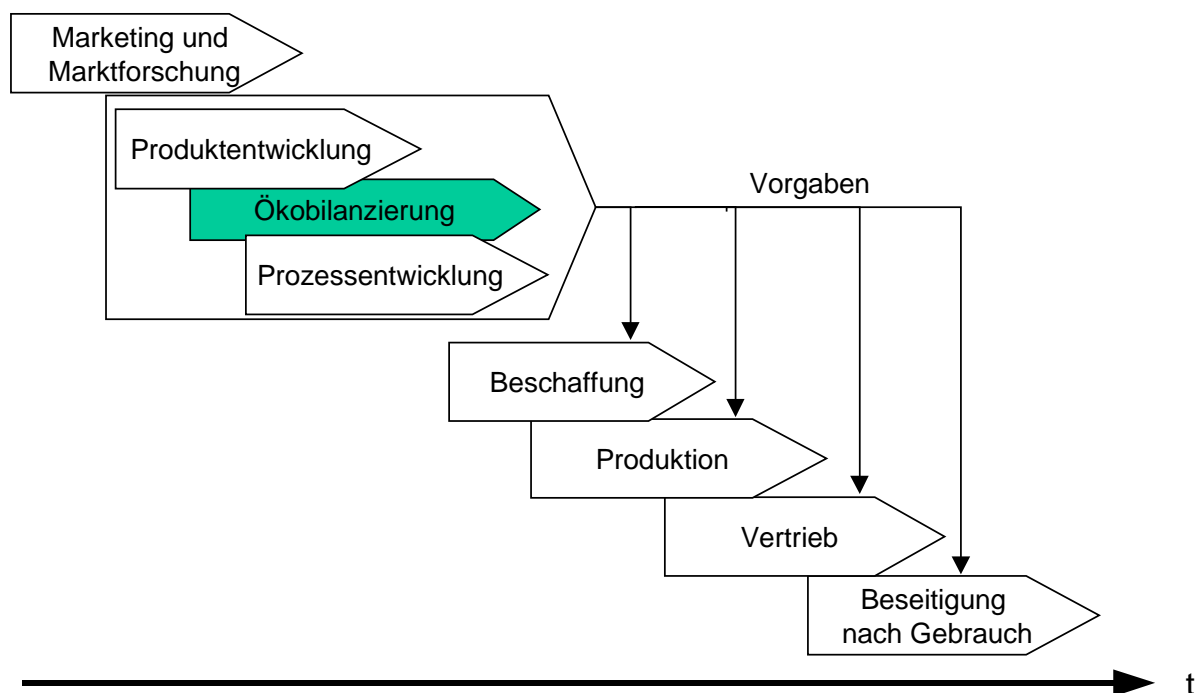 Marketing und
Marktforschung
Produktentwicklung
Ökobilanzierung
Prozessentwicklung
Vorgaben
Beschaffung
Produktion
Vertrieb
Beseitigung
nach Gebrauch
t